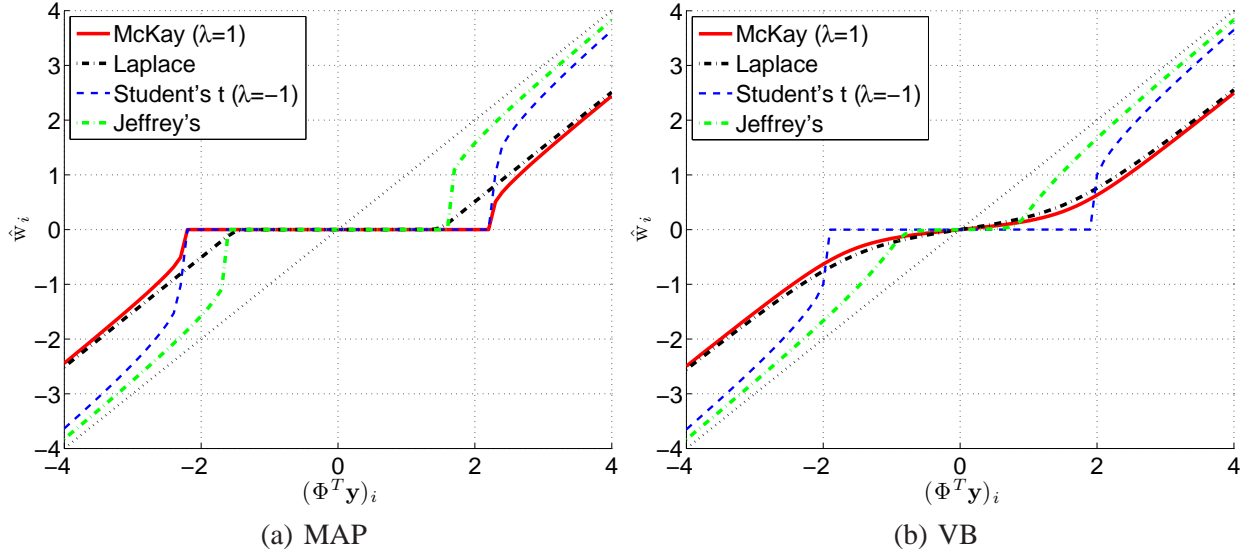 4
3
2
1
0
−1
−2
−3
−4
ŵ i
McKay (λ=1)
Laplace
Student's t (λ=−1)
Jeffrey's
−4
−2
0
2
4
(Φ^T y)_i
(a) MAP
4
3
2
1
0
−1
−2
−3
−4
ŵ i
McKay (λ=1)
Laplace
Student's t (λ=−1)
Jeffrey's
−4
−2
0
2
4
(Φ^T y)_i
(b) VB